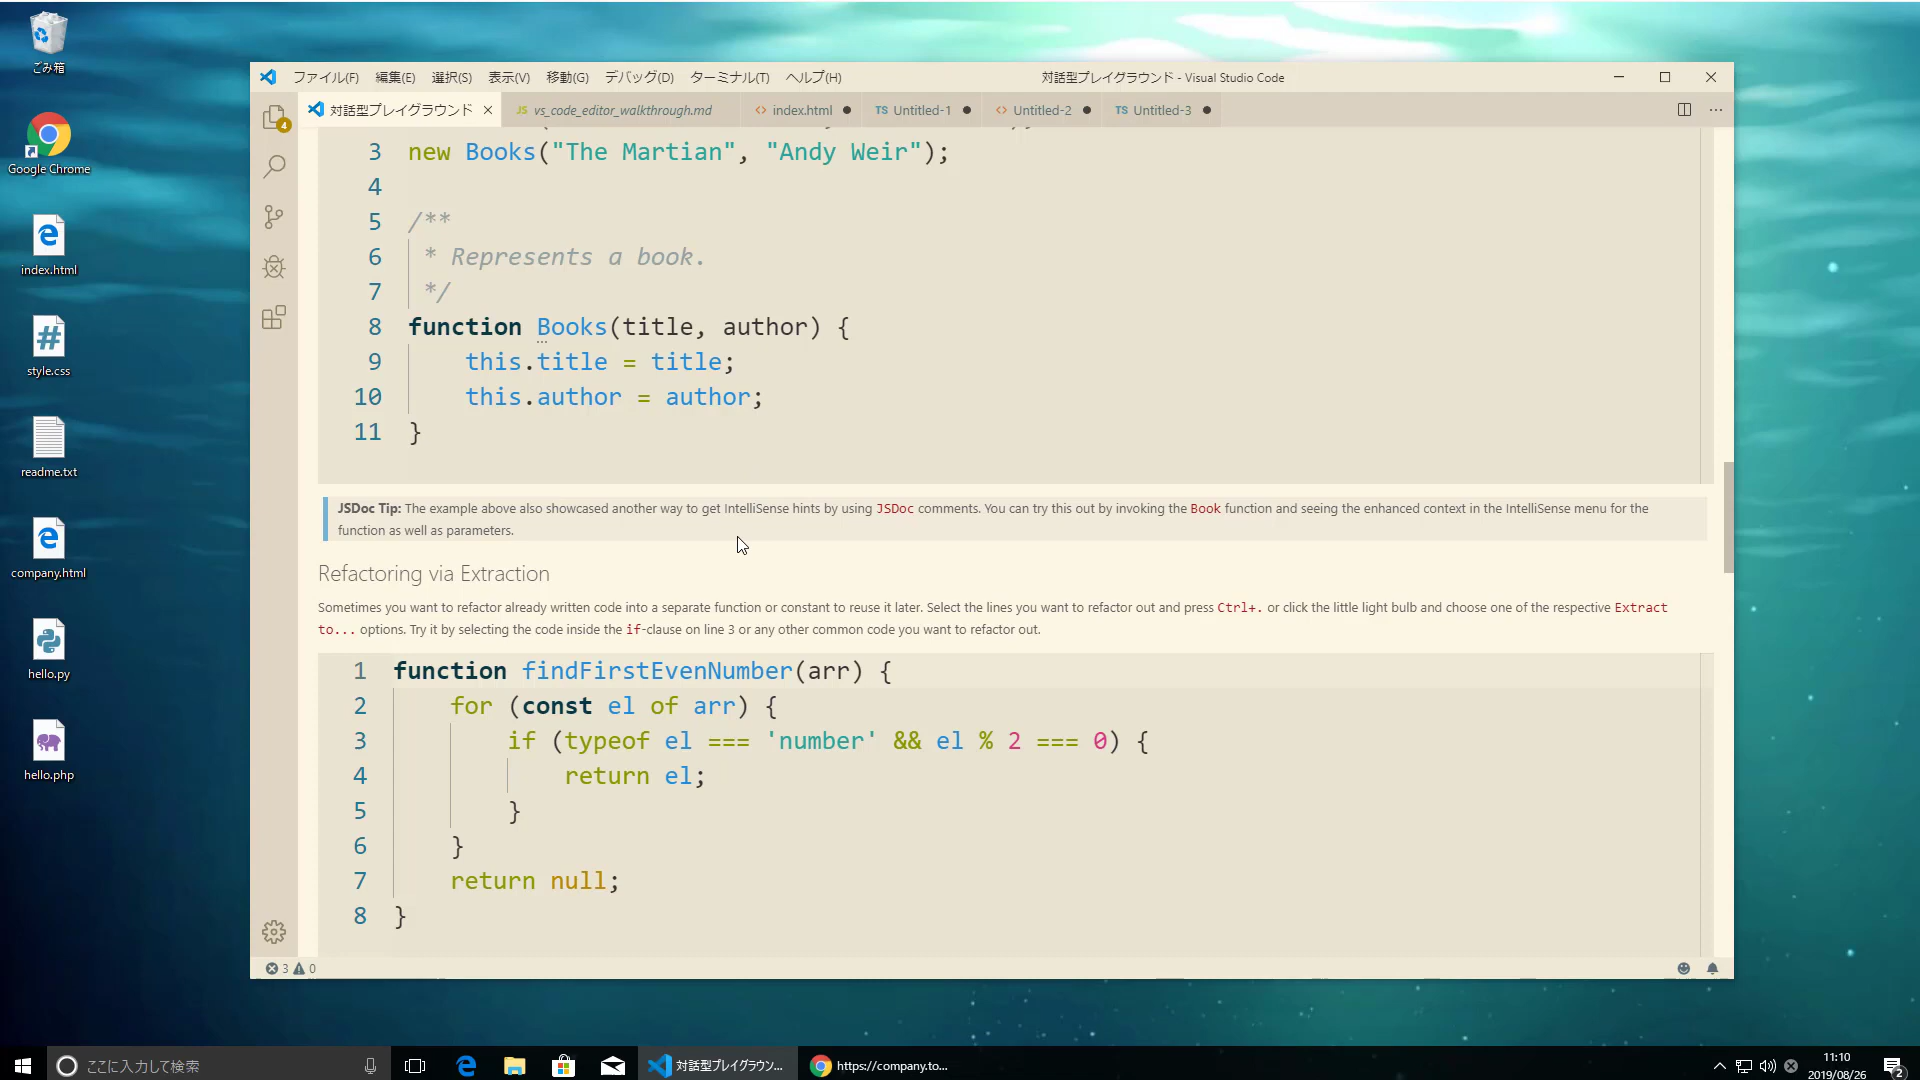 ごみ箱
Google Chrome
index.html
style.css
readme.txt
company.html
hello.py
hello.php
ファイル(F) 編集(E) 選択(S) 表示(V) 移動(G) デバッグ(D) ターミナル(T) ヘルプ(H)
対話型プレイグラウンド - Visual Studio Code
4
対話型プレイグラウンド
JS vs_code_editor_walkthrough.md
index.html
TS Untitled-1
Untitled-2
TS Untitled-3
3 new Books("The Martian", "Andy Weir");
4
5 /**
6 * Represents a book.
7 */
8 function Books(title, author) {
9 this.title = title;
10 this.author = author;
11 }
JSDoc Tip: The example above also showcased another way to get IntelliSense hints by using JSDoc comments. You can try this out by invoking the Book function and seeing the enhanced context in the IntelliSense menu for the
function as well as parameters.
Refactoring via Extraction
Sometimes you want to refactor already written code into a separate function or constant to reuse it later. Select the lines you want to refactor out and press Ctrl+. or click the little light bulb and choose one of the respective Extract
to... options. Try it by selecting the code inside the if-clause on line 3 or any other common code you want to refactor out.
1 function findFirstEvenNumber(arr) {
2 for (const el of arr) {
3 if (typeof el === 'number' && el % 2 === 0) {
4 return el;
5 }
6 }
7 return null;
8 }
3 0
ここに入力して検索
対話型プレイグラウン...
https://company.to...
11:10
2019/08/26
2